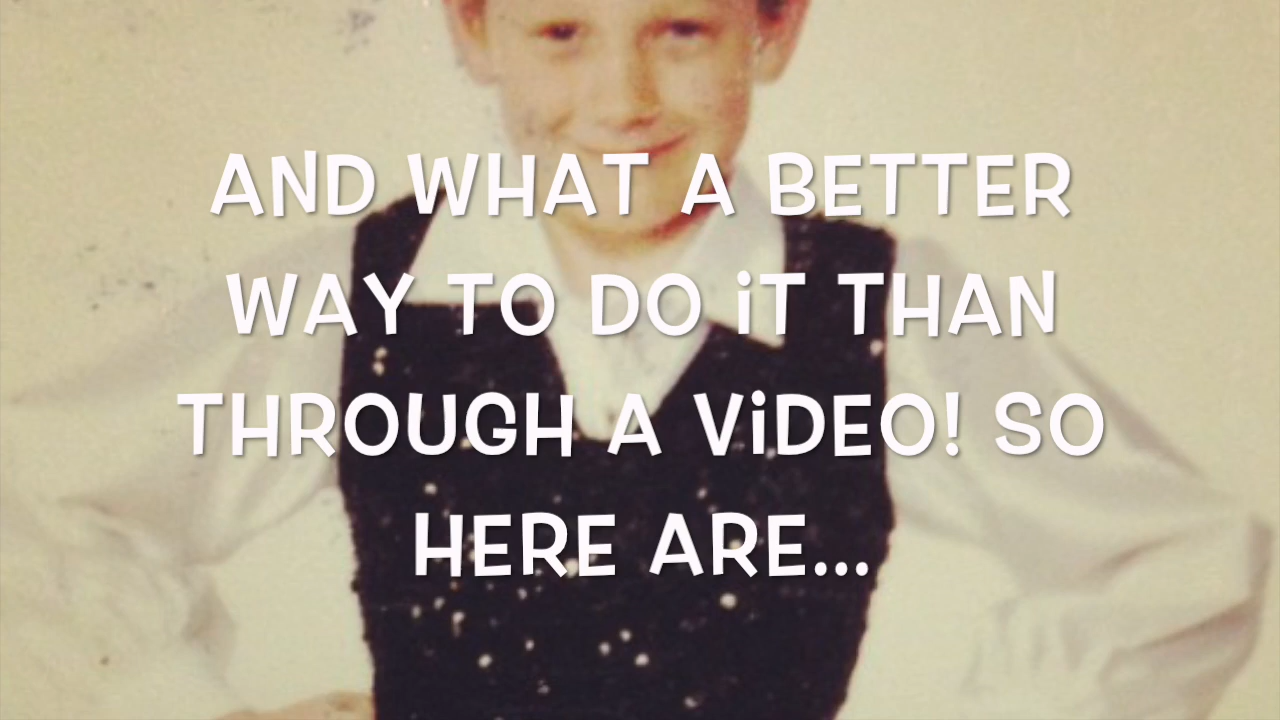 AND WHAT A BETTER
WAY TO DO iT THAN
THROUGH A ViDEO! SO
HERE ARE...